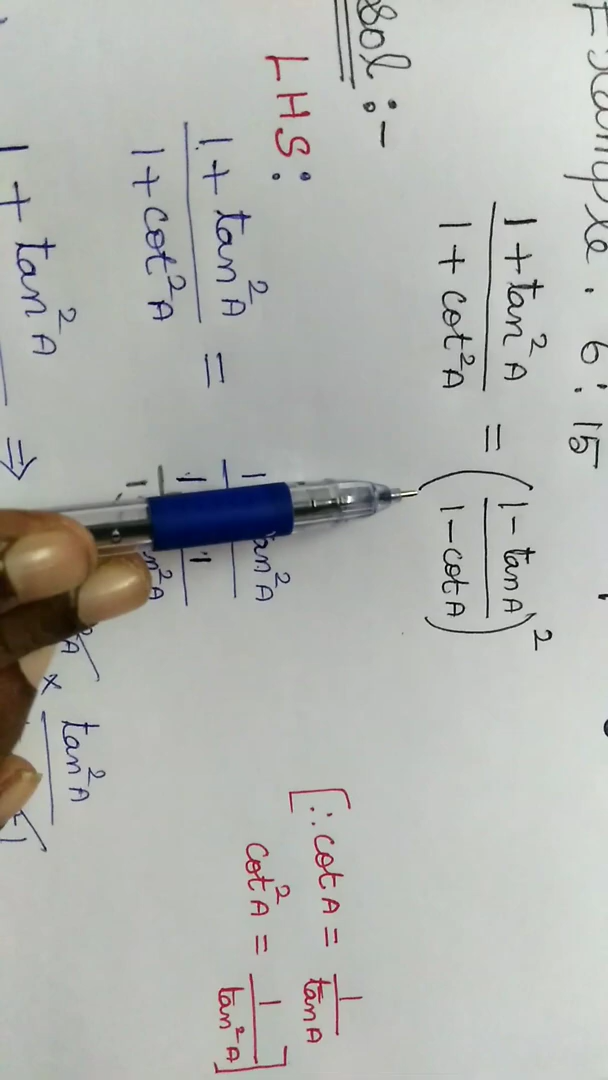 Example. 6:15
(1 + tan²A)/(1 + cot²A) = ((1 - tanA)/(1 - cotA))²
Sol :-
LHS:
(1 + tan²A)/(1 + cot²A) =
[∴ cot A = 1/tanA
cot²A = 1/tan²A]
1 + tan²A ⇒
× tan²A